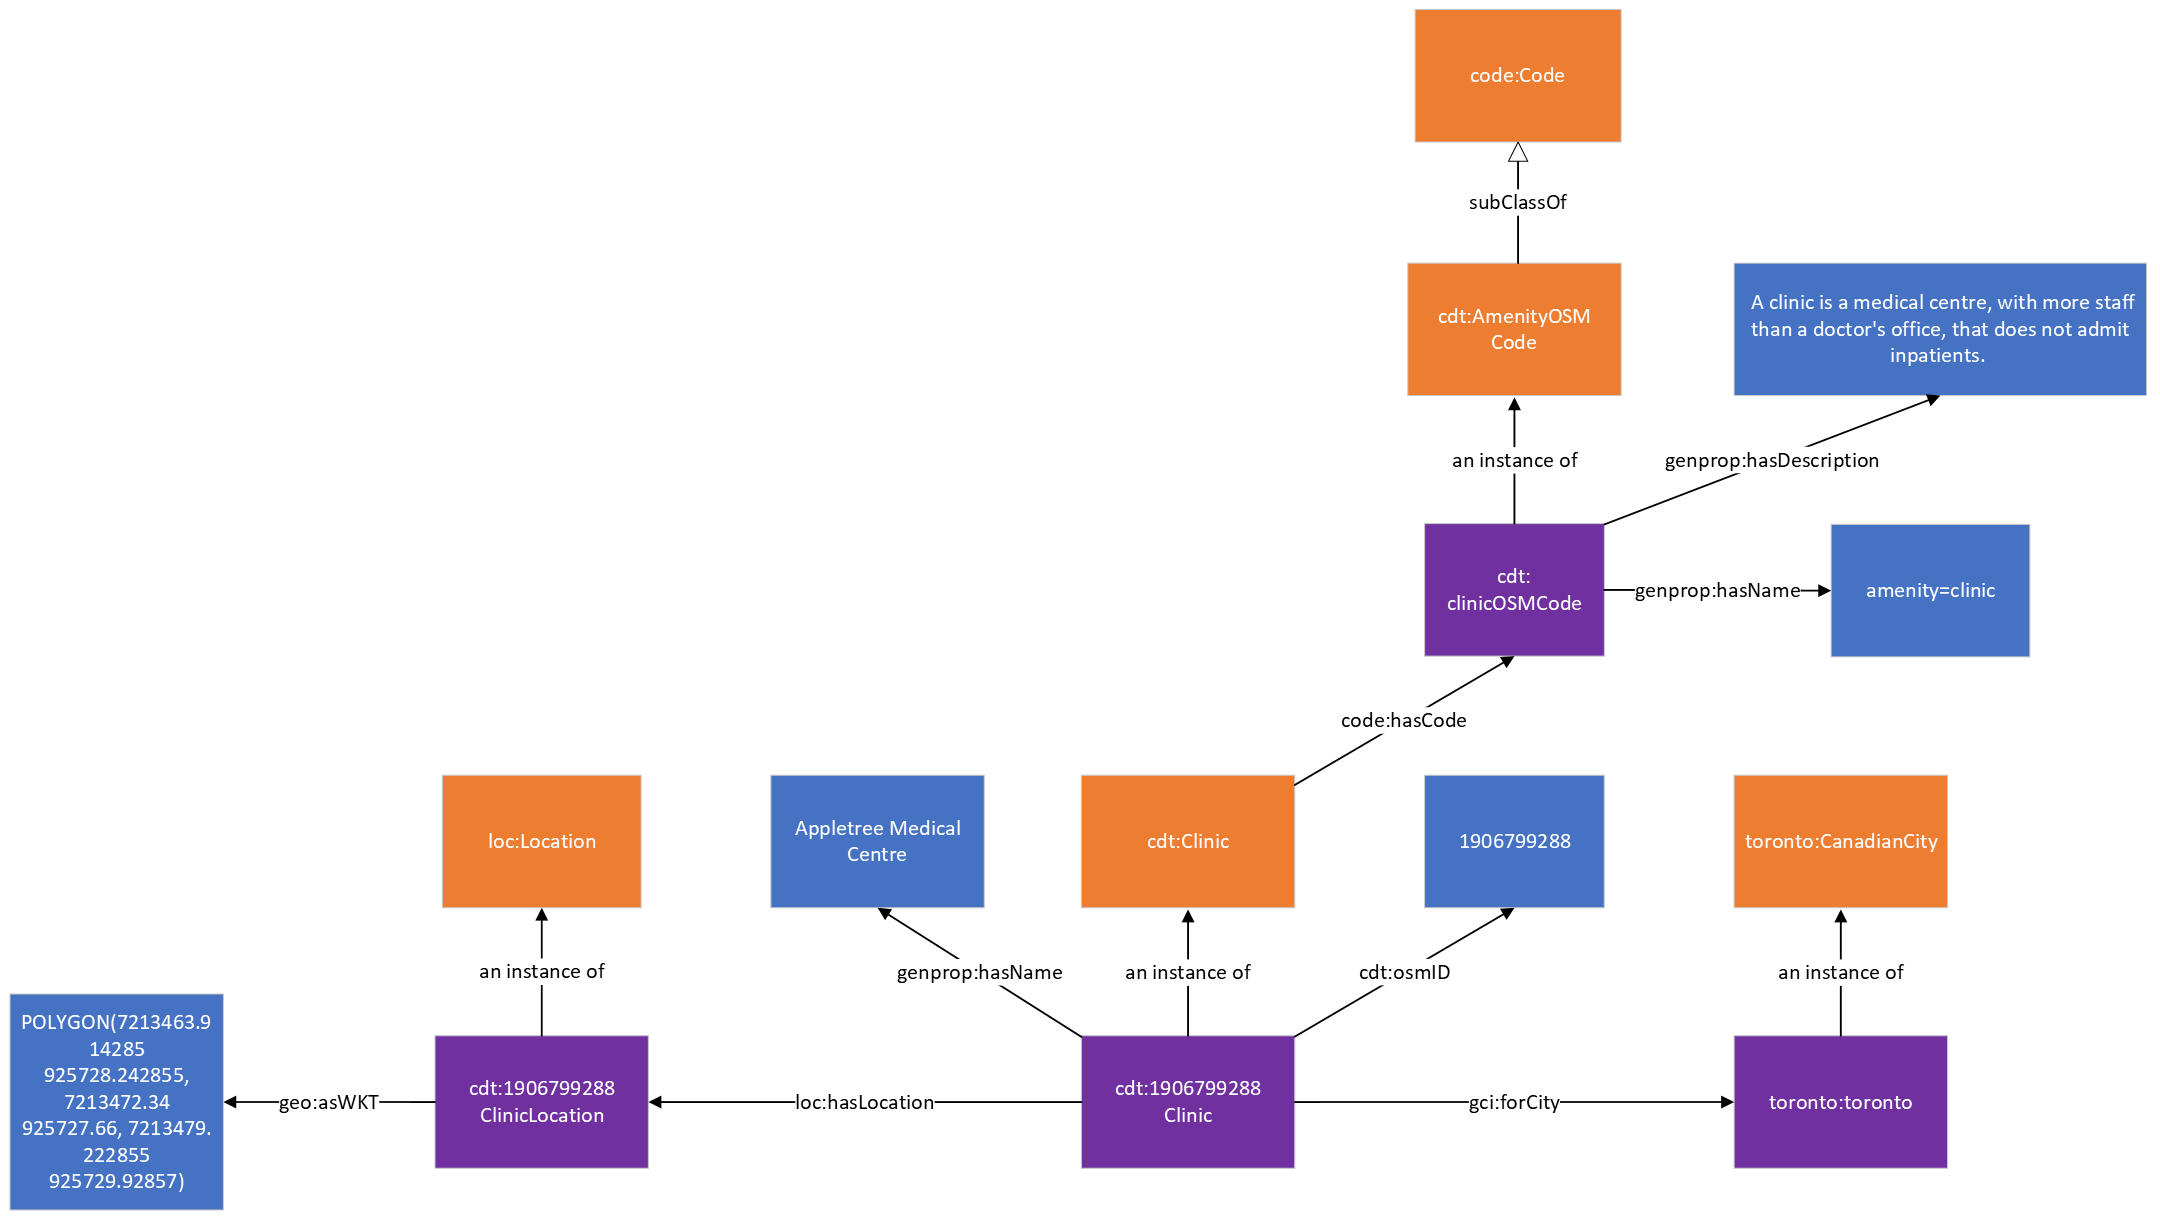 code:Code
subClassOf
cdt:AmenityOSM
Code
A clinic is a medical centre, with more staff
than a doctor's office, that does not admit
inpatients.
an instance of
genprop:hasDescription
cdt:
clinicOSMCode
genprop:hasName
amenity=clinic
code:hasCode
loc:Location
Appletree Medical
Centre
cdt:Clinic
1906799288
toronto:CanadianCity
an instance of
genprop:hasName
an instance of
cdt:osmID
an instance of
POLYGON(7213463.9
14285
925728.242855,
7213472.34
925727.66, 7213479.
222855
925729.92857)
geo:asWKT
cdt:1906799288
ClinicLocation
loc:hasLocation
cdt:1906799288
Clinic
gci:forCity
toronto:toronto